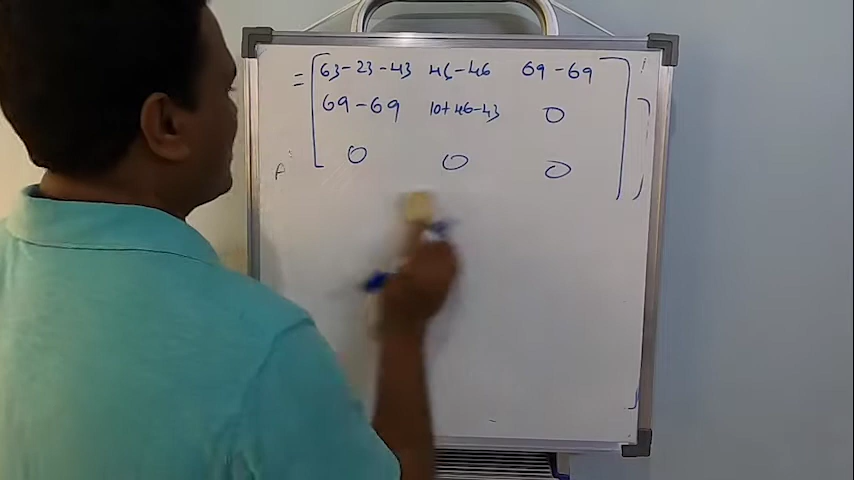 = [ 63-23-43 46-46 69-69 ]
69-69 10+46-43 0
0 0 0
A